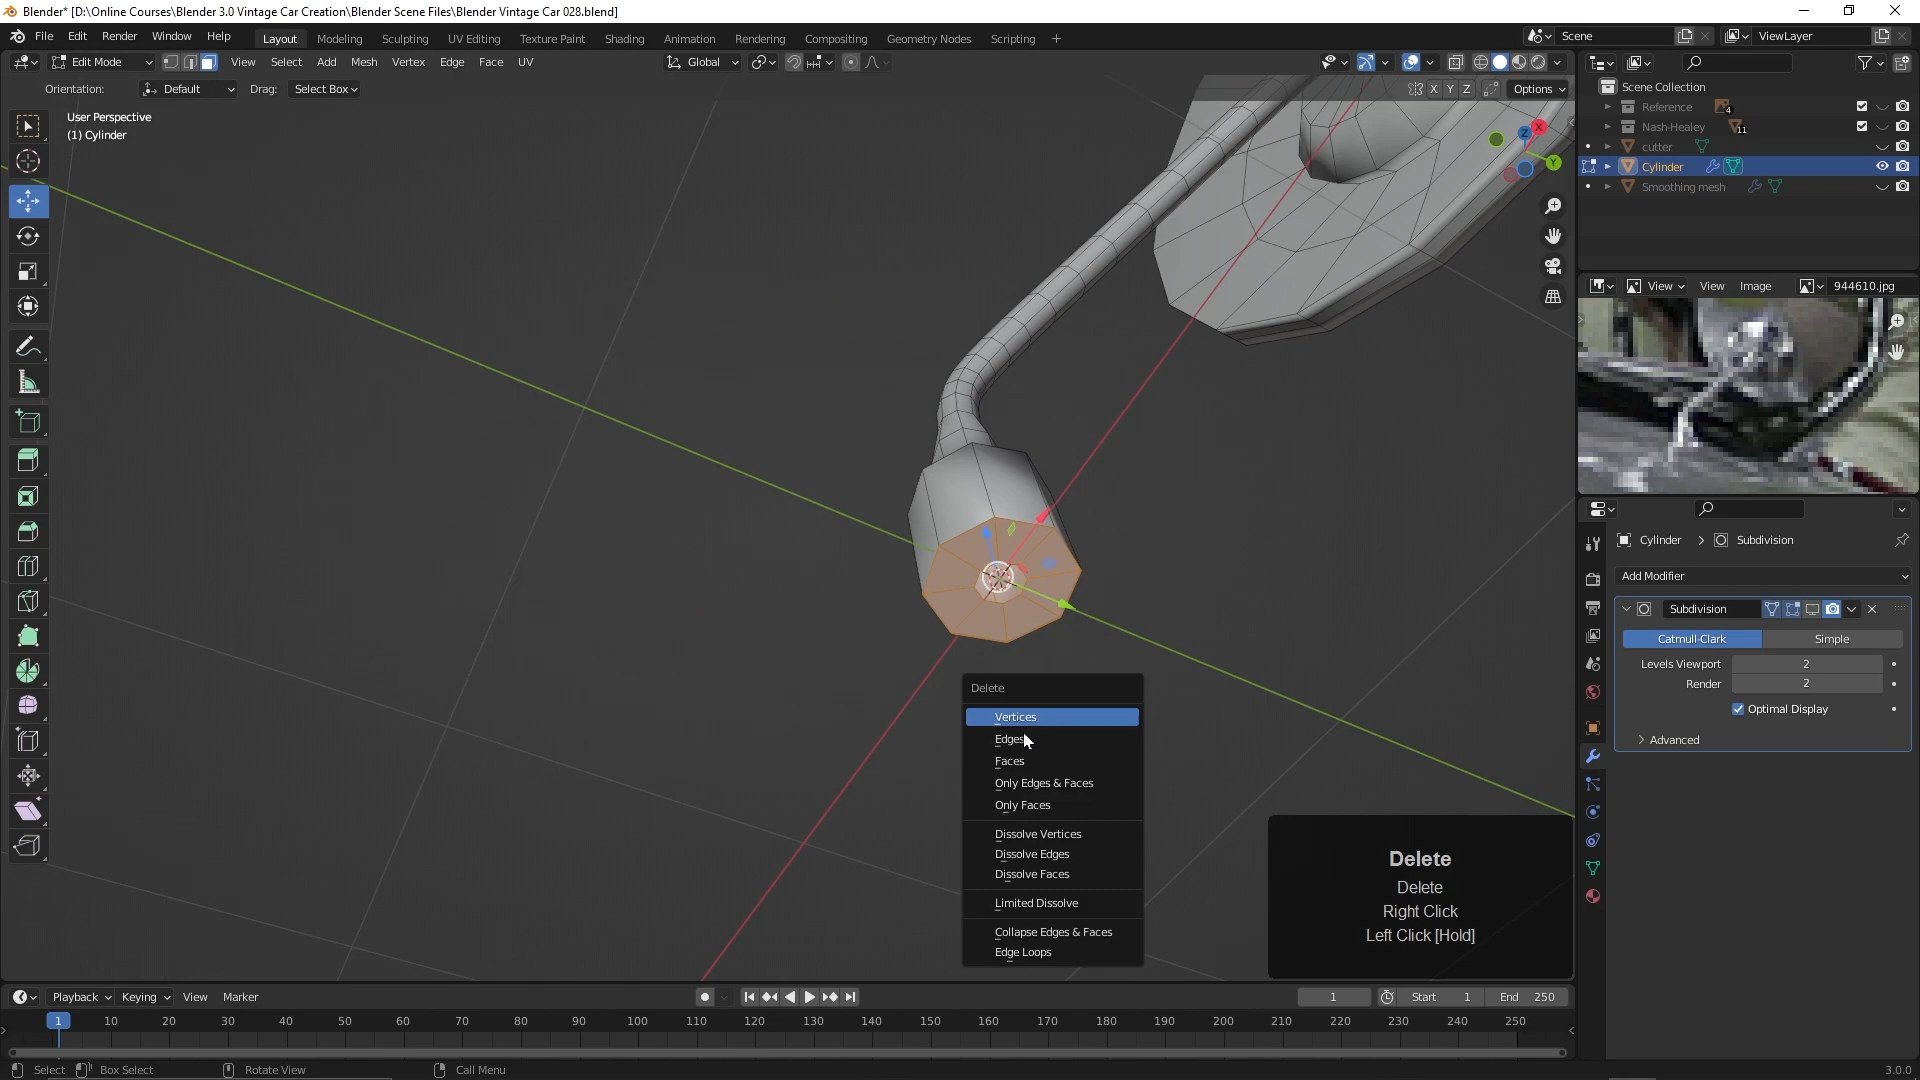 Blender* [D:\Online Courses\Blender 3.0 Vintage Car Creation\Blender Scene Files\Blender Vintage Car 028.blend]
File Edit Render Window Help Layout Modeling Sculpting UV Editing Texture Paint Shading Animation Rendering Compositing Geometry Nodes Scripting + Scene ViewLayer
Edit Mode View Select Add Mesh Vertex Edge Face UV Global
Orientation: Default Drag: Select Box X Y Z Options
User Perspective
(1) Cylinder
X
Y
Z
Scene Collection
Reference 4
Nash-Healey 11
cutter
Cylinder
Smoothing mesh
View View Image 944610.jpg
Cylinder > Subdivision
Add Modifier
Subdivision
Catmull-Clark Simple
Levels Viewport 2
Render 2
Optimal Display
Advanced
Delete
Vertices
Edges
Faces
Only Edges & Faces
Only Faces
Dissolve Vertices
Dissolve Edges
Dissolve Faces
Limited Dissolve
Collapse Edges & Faces
Edge Loops
Delete
Delete
Right Click
Left Click [Hold]
Playback Keying View Marker 1 Start 1 End 250
1 10 20 30 40 50 60 70 80 90 100 110 120 130 140 150 160 170 180 190 200 210 220 230 240 250
Select Box Select Rotate View Call Menu 3.0.0